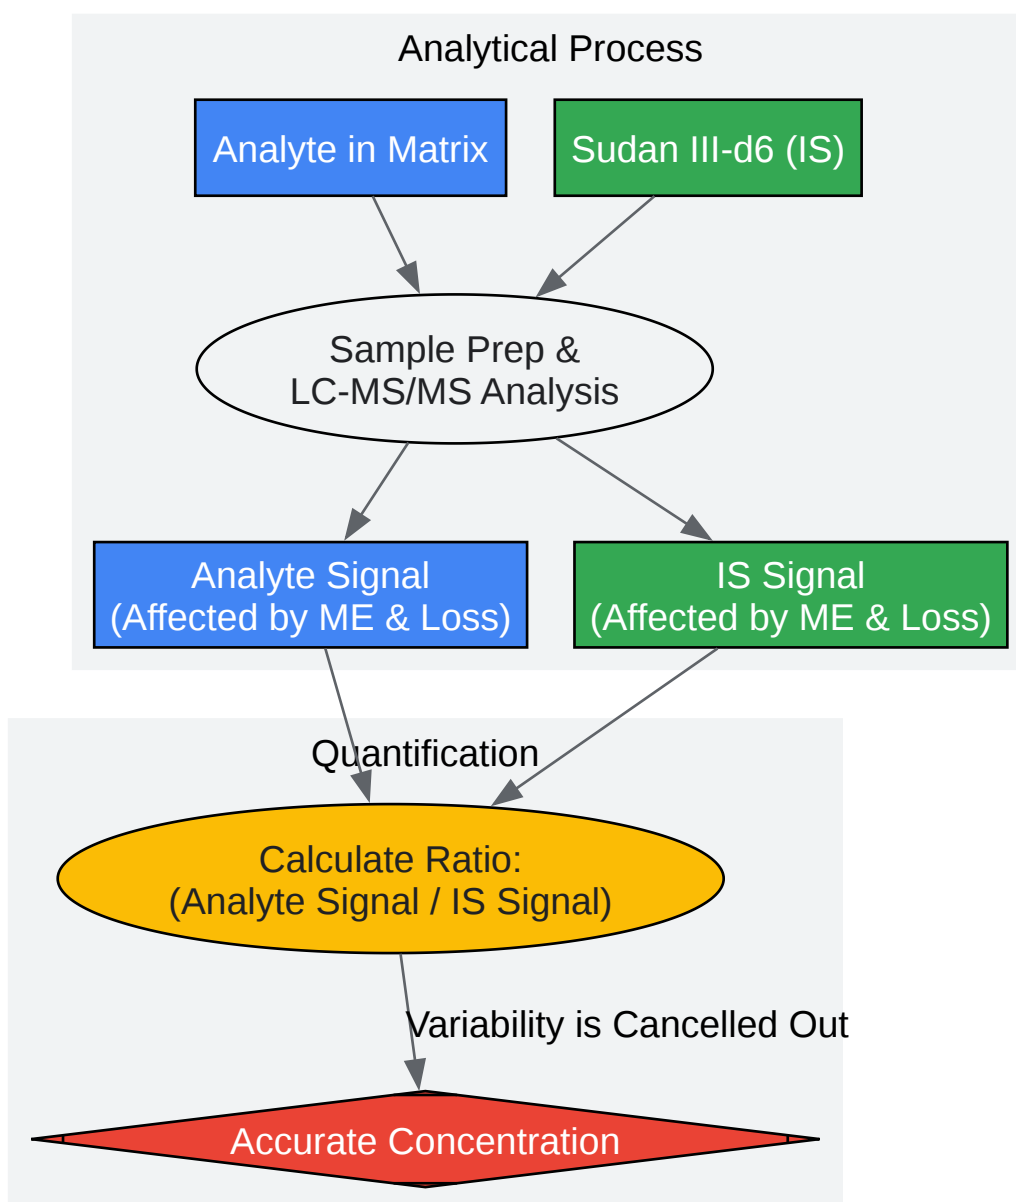 Analytical Process
Analyte in Matrix
Sudan III-d6 (IS)
Sample Prep &
LC-MS/MS Analysis
Analyte Signal
(Affected by ME & Loss)
IS Signal
(Affected by ME & Loss)
Quantification
Calculate Ratio:
(Analyte Signal / IS Signal)
Variability is Cancelled Out
Accurate Concentration